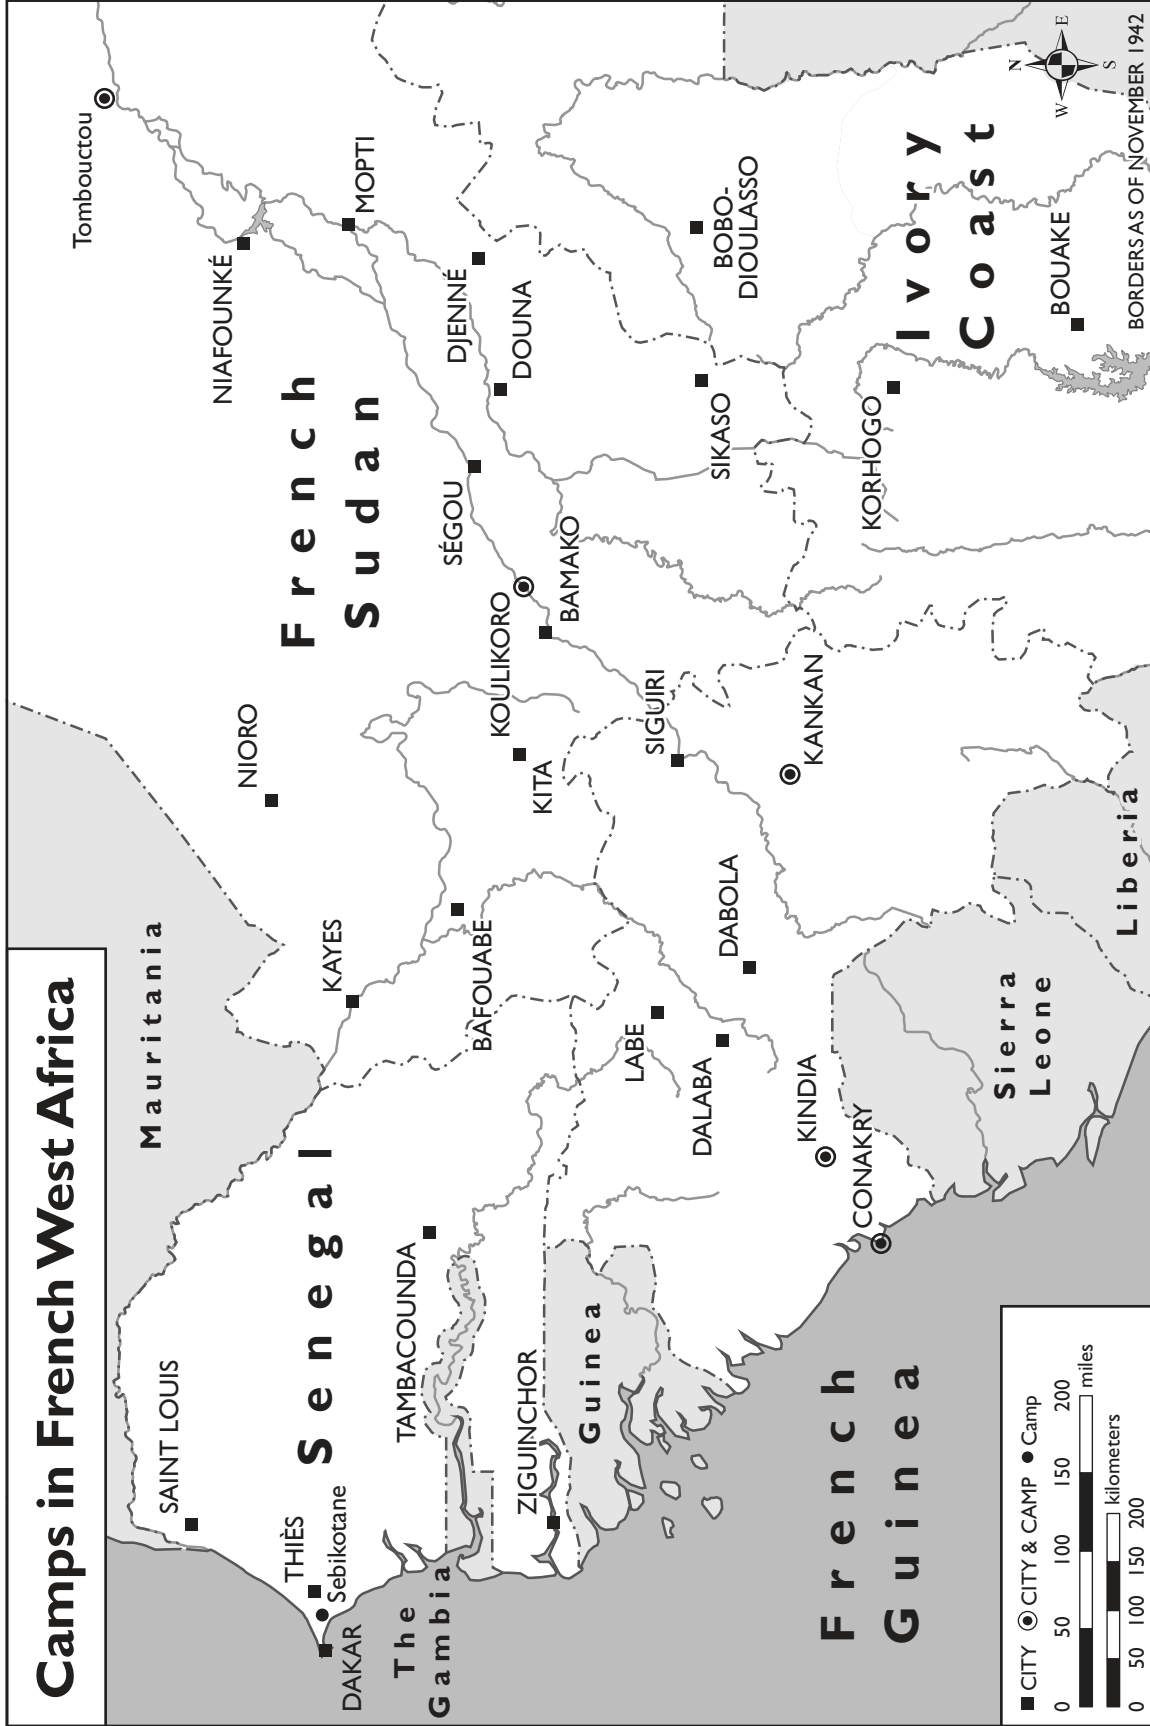 Camps in French West Africa
Mauritania
SAINT LOUIS
THIÈS
Sebikotane
DAKAR
Senegal
The
Gambia
TAMBACOUNDA
ZIGUINCHOR
Guinea
KAYES
NIORO
BAFOUABE
KITA
KOULIKORO
BAMAKO
SÉGOU
French
Sudan
NIAFOUNKÉ
Tombouctou
MOPTI
DJENNE
DOUNA
SIKASO
BOBO-
DIOULASSO
LABE
DALABA
DABOLA
SIGUIRI
KANKAN
KINDIA
CONAKRY
French
Guinea
Sierra
Leone
Liberia
KORHOGO
Ivory
Coast
BOUAKE
N
W
E
S
BORDERS AS OF NOVEMBER 1942
CITY CITY & CAMP Camp
0 50 100 150 200
miles
kilometers
0 50 100 150 200